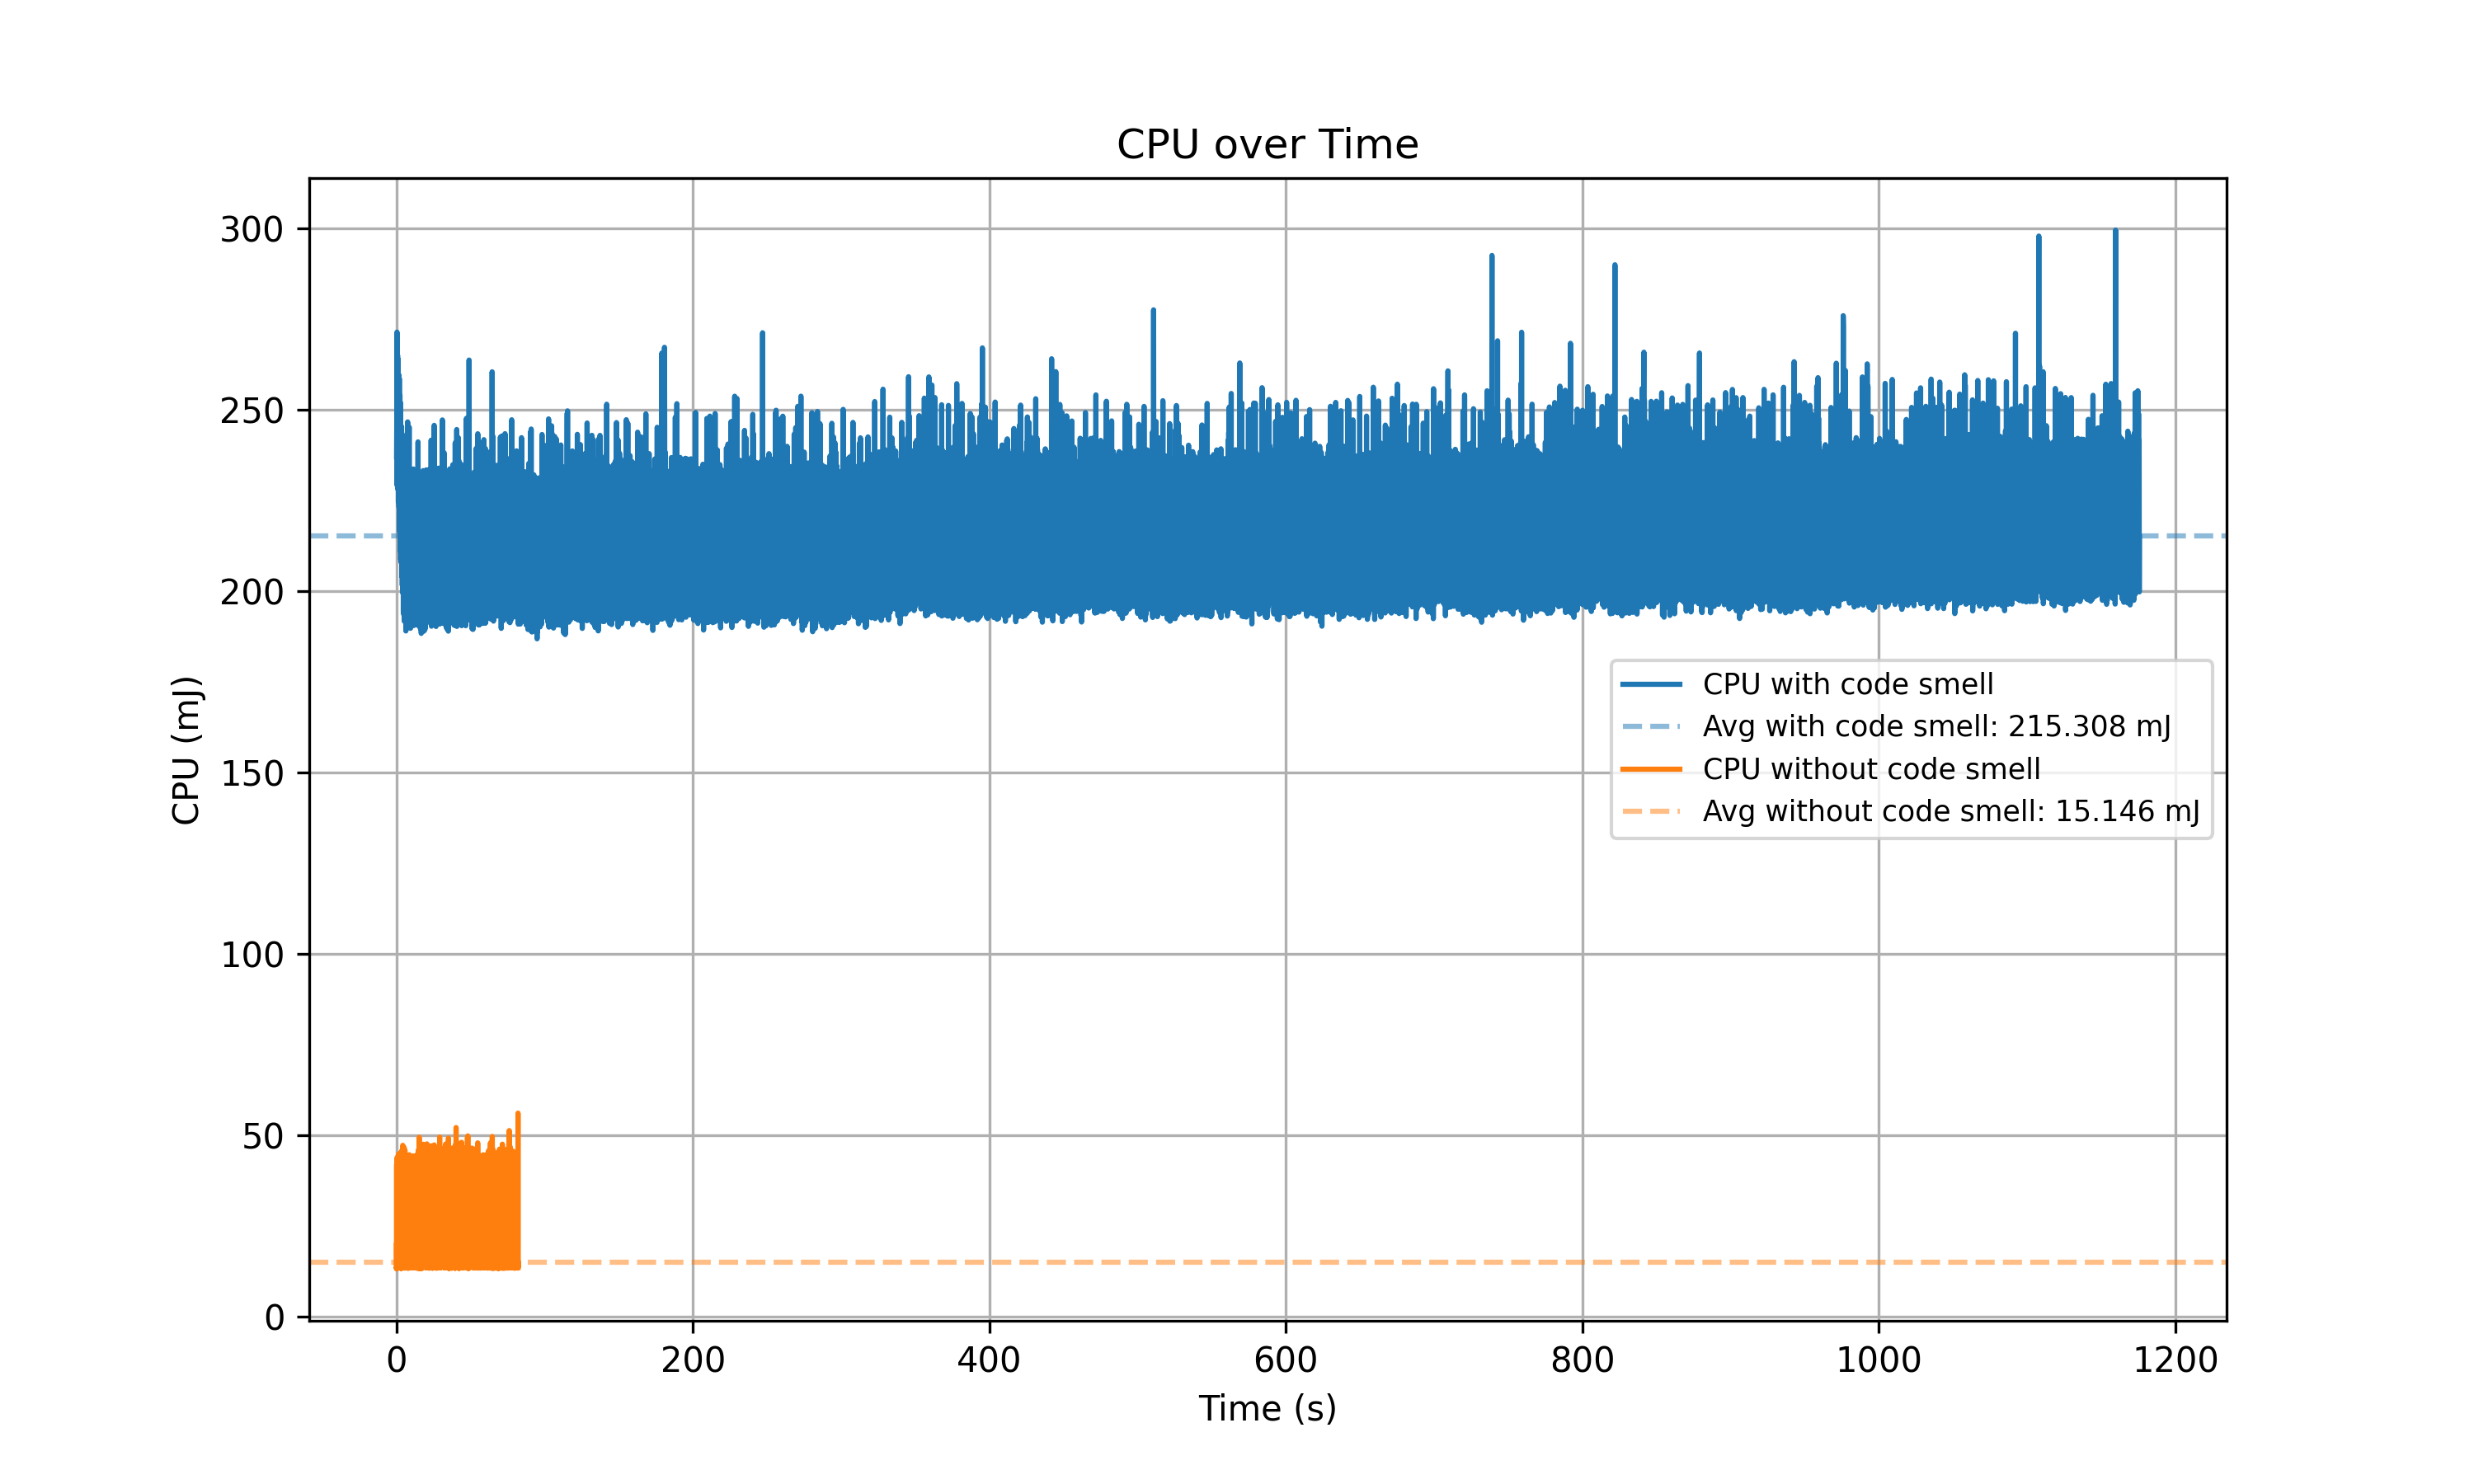 CPU over Time
300
250
200
150
100
50
0
CPU (mJ)
CPU with code smell
Avg with code smell: 215.308 mJ
CPU without code smell
Avg without code smell: 15.146 mJ
0 200 400 600 800 1000 1200
Time (s)